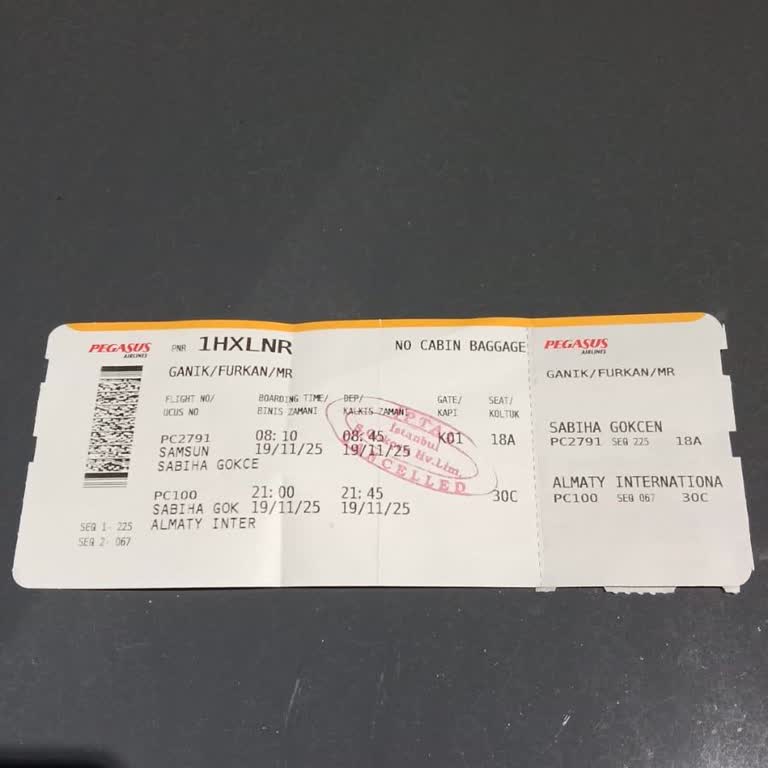 PEGASUS AIRLINES PNR 1HXLNR NO CABIN BAGGAGE
GANIK/FURKAN/MR
FLIGHT NO/ BOARDING TIME/ DEP/ GATE/ SEAT/
UCUS NO BINIS ZAMANI KALKIS ZAMANI KAPI KOLTUK
PC2791 08:10 08:45 K01 18A
SAMSUN 19/11/25 19/11/25
SABIHA GOKCE
PC100 21:00 21:45 30C
SABIHA GOK 19/11/25 19/11/25
ALMATY INTER
SEQ 1- 225
SEQ 2- 067
İstanbul
Hv.Lim.
PEGASUS AIRLINES
GANIK/FURKAN/MR
SABIHA GOKCEN
PC2791 SEQ 225 18A
ALMATY INTERNATIONA
PC100 SEQ 067 30C